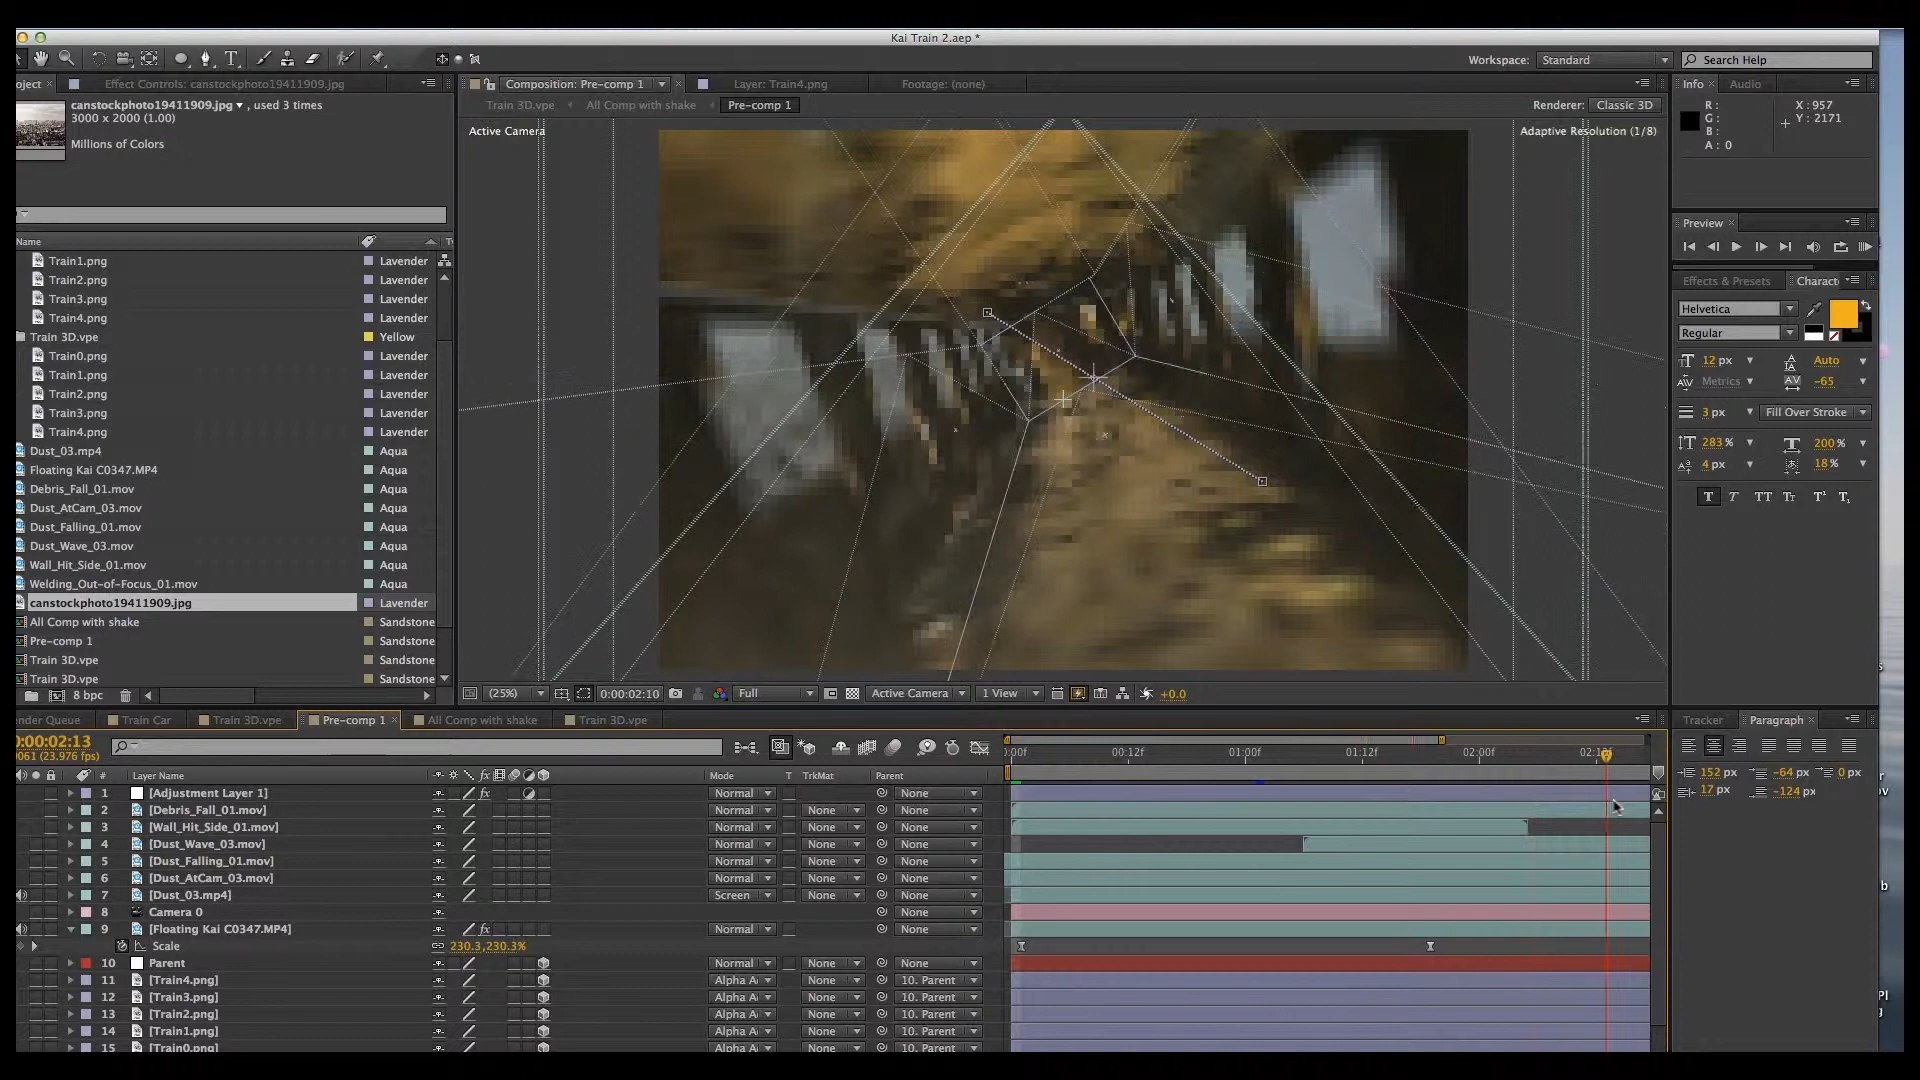 Kai Train 2.aep *
Workspace: Standard
Search Help
oject
Effect Controls: canstockphoto19411909.jpg
Composition: Pre-comp 1
Layer: Train4.png
Footage: (none)
Info
Audio
canstockphoto19411909.jpg , used 3 times
3000 x 2000 (1.00)
Millions of Colors
Train 3D.vpe
All Comp with shake
Pre-comp 1
Renderer: Classic 3D
Active Camera
Adaptive Resolution (1/8)
R :
G :
B :
A : 0
X : 957
Y : 2171
Name
Train1.png Lavender
Train2.png Lavender
Train3.png Lavender
Train4.png Lavender
Train 3D.vpe Yellow
Train0.png Lavender
Train1.png Lavender
Train2.png Lavender
Train3.png Lavender
Train4.png Lavender
Dust_03.mp4 Aqua
Floating Kai C0347.MP4 Aqua
Debris_Fall_01.mov Aqua
Dust_AtCam_03.mov Aqua
Dust_Falling_01.mov Aqua
Dust_Wave_03.mov Aqua
Wall_Hit_Side_01.mov Aqua
Welding_Out-of-Focus_01.mov Aqua
canstockphoto19411909.jpg Lavender
All Comp with shake Sandstone
Pre-comp 1 Sandstone
Train 3D.vpe Sandstone
Train 3D.vpe Sandstone
8 bpc
(25%) 0:00:02:10 Full Active Camera 1 View +0.0
Preview
Effects & Presets
Charact
Helvetica
Regular
12 px Auto
Metrics -65
3 px Fill Over Stroke
283 % 200 %
4 px 18 %
T T TT Tr T¹ T₁
nder Queue
Train Car
Train 3D.vpe
Pre-comp 1
All Comp with shake
Train 3D.vpe
Tracker
Paragraph
0:00:02:13
0061 (23.976 fps)
:00f 00:12f 01:00f 01:12f 02:00f 02:12f
# Layer Name Mode T TrkMat Parent
1 [Adjustment Layer 1] Normal None
2 [Debris_Fall_01.mov] Normal None None
3 [Wall_Hit_Side_01.mov] Normal None None
4 [Dust_Wave_03.mov] Normal None None
5 [Dust_Falling_01.mov] Normal None None
6 [Dust_AtCam_03.mov] Normal None None
7 [Dust_03.mp4] Screen None None
8 Camera 0 None
9 [Floating Kai C0347.MP4] Normal None None
Scale 230.3,230.3%
10 Parent Normal None None
11 [Train4.png] Alpha A None 10. Parent
12 [Train3.png] Alpha A None 10. Parent
13 [Train2.png] Alpha A None 10. Parent
14 [Train1.png] Alpha A None 10. Parent
15 [Train0.png] Alpha A None 10. Parent
152 px -64 px 0 px
17 px -124 px